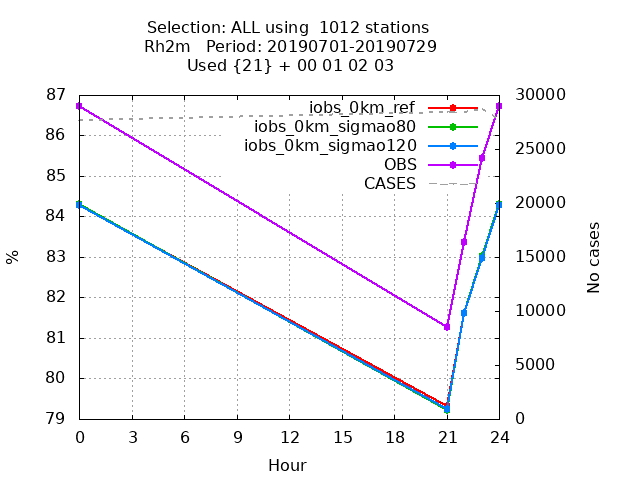 Selection: ALL using  1012 stations
Rh2m   Period: 20190701-20190729
Used {21} + 00 01 02 03
87
86
85
84
83
82
81
80
79
%
30000
25000
20000
15000
10000
5000
0
No cases
iobs_0km_ref
iobs_0km_sigmao80
iobs_0km_sigmao120
OBS
CASES
0 3 6 9 12 15 18 21 24
Hour